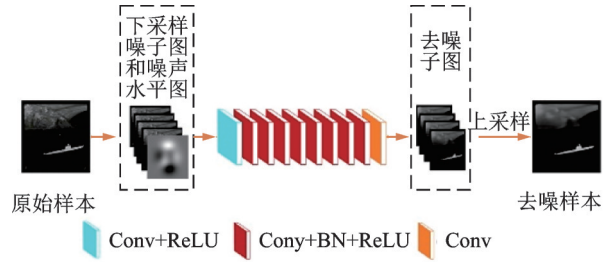 下采样
噪子图
和噪声
水平图
去噪
子图
上采样
原始样本
去噪样本
Conv+ReLU
Cony+BN+ReLU
Conv